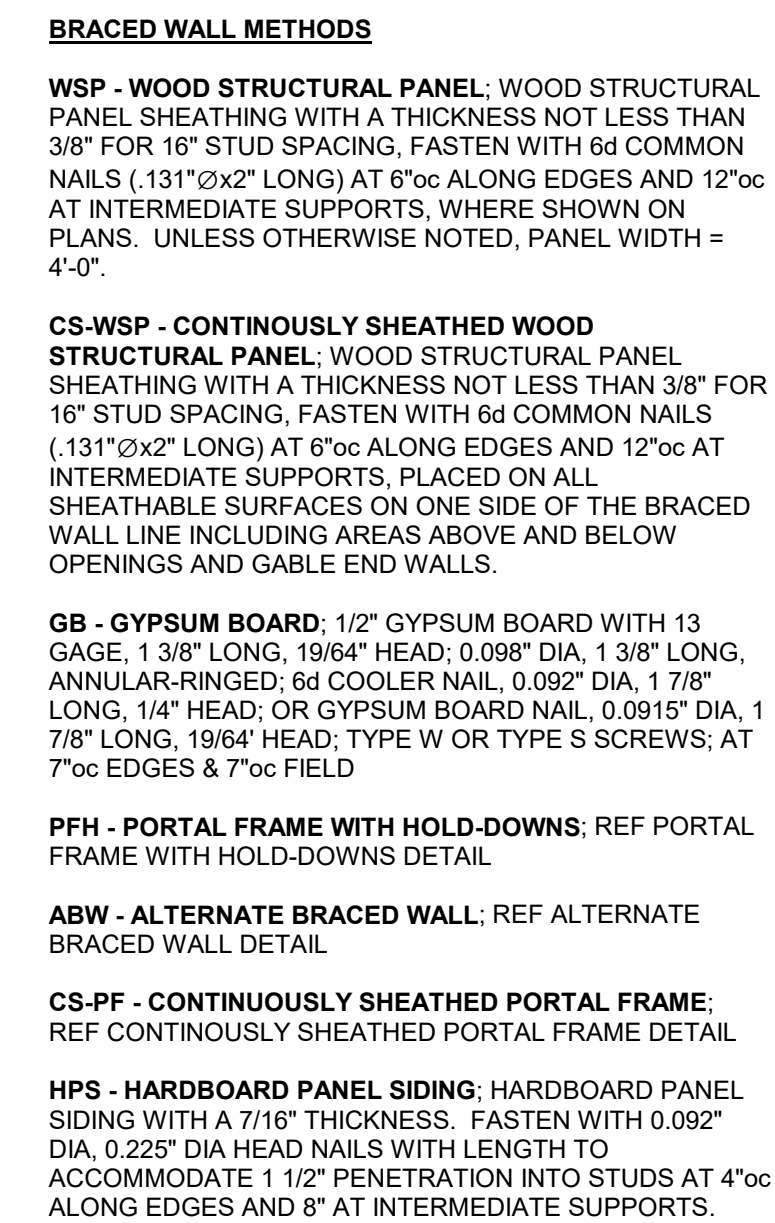 BRACED WALL METHODS
WSP - WOOD STRUCTURAL PANEL; WOOD STRUCTURAL
PANEL SHEATHING WITH A THICKNESS NOT LESS THAN
3/8" FOR 16" STUD SPACING, FASTEN WITH 6d COMMON
NAILS (.131"∅x2" LONG) AT 6"oc ALONG EDGES AND 12"oc
AT INTERMEDIATE SUPPORTS, WHERE SHOWN ON
PLANS.  UNLESS OTHERWISE NOTED, PANEL WIDTH =
4'-0".
CS-WSP - CONTINOUSLY SHEATHED WOOD
STRUCTURAL PANEL; WOOD STRUCTURAL PANEL
SHEATHING WITH A THICKNESS NOT LESS THAN 3/8" FOR
16" STUD SPACING, FASTEN WITH 6d COMMON NAILS
(.131"∅x2" LONG) AT 6"oc ALONG EDGES AND 12"oc AT
INTERMEDIATE SUPPORTS, PLACED ON ALL
SHEATHABLE SURFACES ON ONE SIDE OF THE BRACED
WALL LINE INCLUDING AREAS ABOVE AND BELOW
OPENINGS AND GABLE END WALLS.
GB - GYPSUM BOARD; 1/2" GYPSUM BOARD WITH 13
GAGE, 1 3/8" LONG, 19/64" HEAD; 0.098" DIA, 1 3/8" LONG,
ANNULAR-RINGED; 6d COOLER NAIL, 0.092" DIA, 1 7/8"
LONG, 1/4" HEAD; OR GYPSUM BOARD NAIL, 0.0915" DIA, 1
7/8" LONG, 19/64' HEAD; TYPE W OR TYPE S SCREWS; AT
7"oc EDGES & 7"oc FIELD
PFH - PORTAL FRAME WITH HOLD-DOWNS; REF PORTAL
FRAME WITH HOLD-DOWNS DETAIL
ABW - ALTERNATE BRACED WALL; REF ALTERNATE
BRACED WALL DETAIL
CS-PF - CONTINUOUSLY SHEATHED PORTAL FRAME;
REF CONTINOUSLY SHEATHED PORTAL FRAME DETAIL
HPS - HARDBOARD PANEL SIDING; HARDBOARD PANEL
SIDING WITH A 7/16" THICKNESS.  FASTEN WITH 0.092"
DIA, 0.225" DIA HEAD NAILS WITH LENGTH TO
ACCOMMODATE 1 1/2" PENETRATION INTO STUDS AT 4"oc
ALONG EDGES AND 8" AT INTERMEDIATE SUPPORTS.